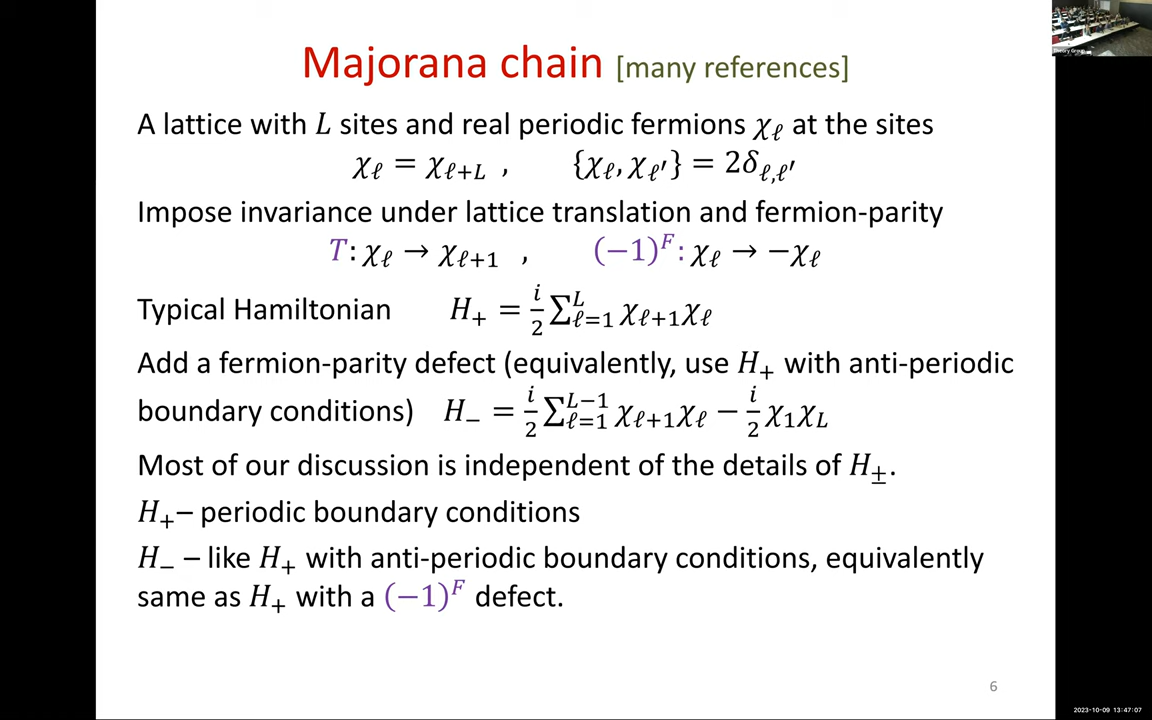 Majorana chain [many references]
Theory Group
A lattice with L sites and real periodic fermions χ_ℓ at the sites
χ_ℓ = χ_{ℓ+L} , {χ_ℓ, χ_ℓ′} = 2δ_{ℓ,ℓ′}
Impose invariance under lattice translation and fermion-parity
T: χ_ℓ → χ_{ℓ+1} , (−1)^F: χ_ℓ → −χ_ℓ
Typical Hamiltonian H_+ = i/2 ∑_{ℓ=1}^{L} χ_{ℓ+1}χ_ℓ
Add a fermion-parity defect (equivalently, use H_+ with anti-periodic
boundary conditions) H_− = i/2 ∑_{ℓ=1}^{L−1} χ_{ℓ+1}χ_ℓ − i/2 χ_1χ_L
Most of our discussion is independent of the details of H_±.
H_+– periodic boundary conditions
H_− – like H_+ with anti-periodic boundary conditions, equivalently
same as H_+ with a (−1)^F defect.
6
2023-10-09 13:47:07